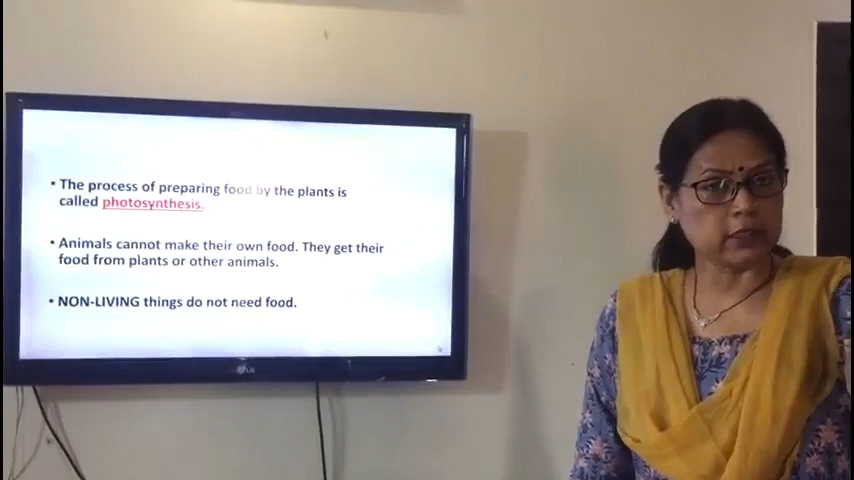 • The process of preparing food by the plants is
called photosynthesis.
• Animals cannot make their own food. They get their
food from plants or other animals.
• NON-LIVING things do not need food.
LG